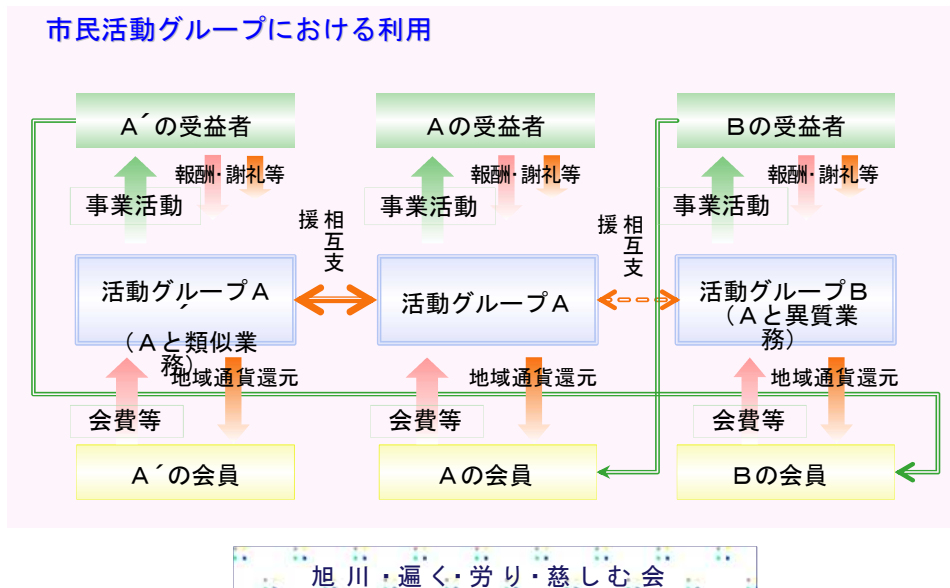 市民活動グループにおける利用
A´の受益者
Aの受益者
Bの受益者
報酬・謝礼等
報酬・謝礼等
報酬・謝礼等
事業活動
事業活動
事業活動
相互支援
相互支援
活動グループA
´
(Aと類似業
務)
活動グループA
活動グループB
(Aと異質業
務)
地域通貨還元
地域通貨還元
地域通貨還元
会費等
会費等
会費等
A´の会員
Aの会員
Bの会員
旭川・遍く・労り・慈しむ会